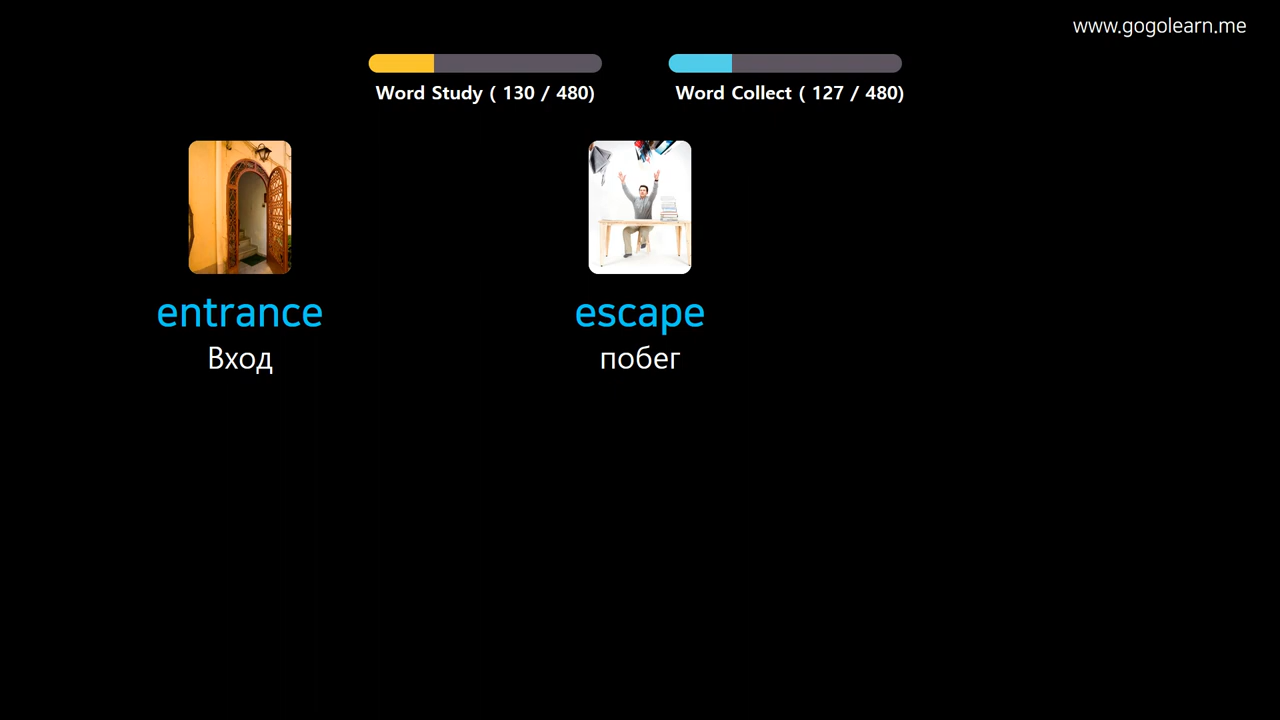 www.gogolearn.me
Word Study ( 130 / 480)
Word Collect ( 127 / 480)
entrance
Вход
escape
побег